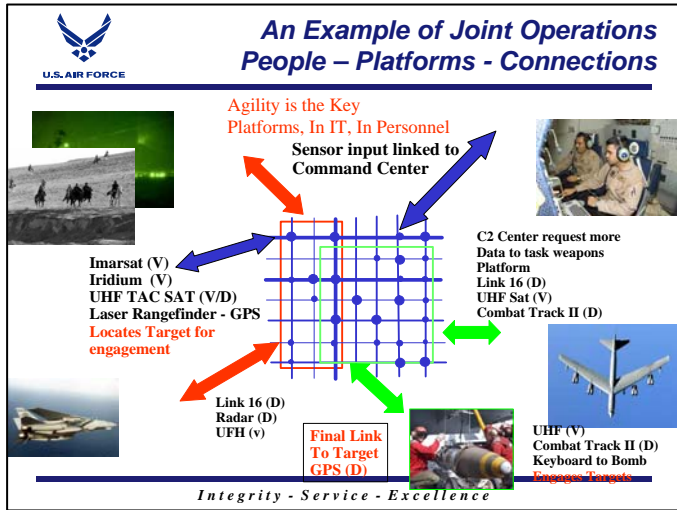 An Example of Joint Operations
People – Platforms - Connections
U.S. AIR FORCE
Agility is the Key
Platforms, In IT, In Personnel
Sensor input linked to
Command Center
Imarsat (V)
Iridium (V)
UHF TAC SAT (V/D)
Laser Rangefinder - GPS
Locates Target for
engagement
C2 Center request more
Data to task weapons
Platform
Link 16 (D)
UHF Sat (V)
Combat Track II (D)
Link 16 (D)
Radar (D)
UFH (v)
Final Link
To Target
GPS (D)
UHF (V)
Combat Track II (D)
Keyboard to Bomb
Engages Targets
Integrity - Service - Excellence